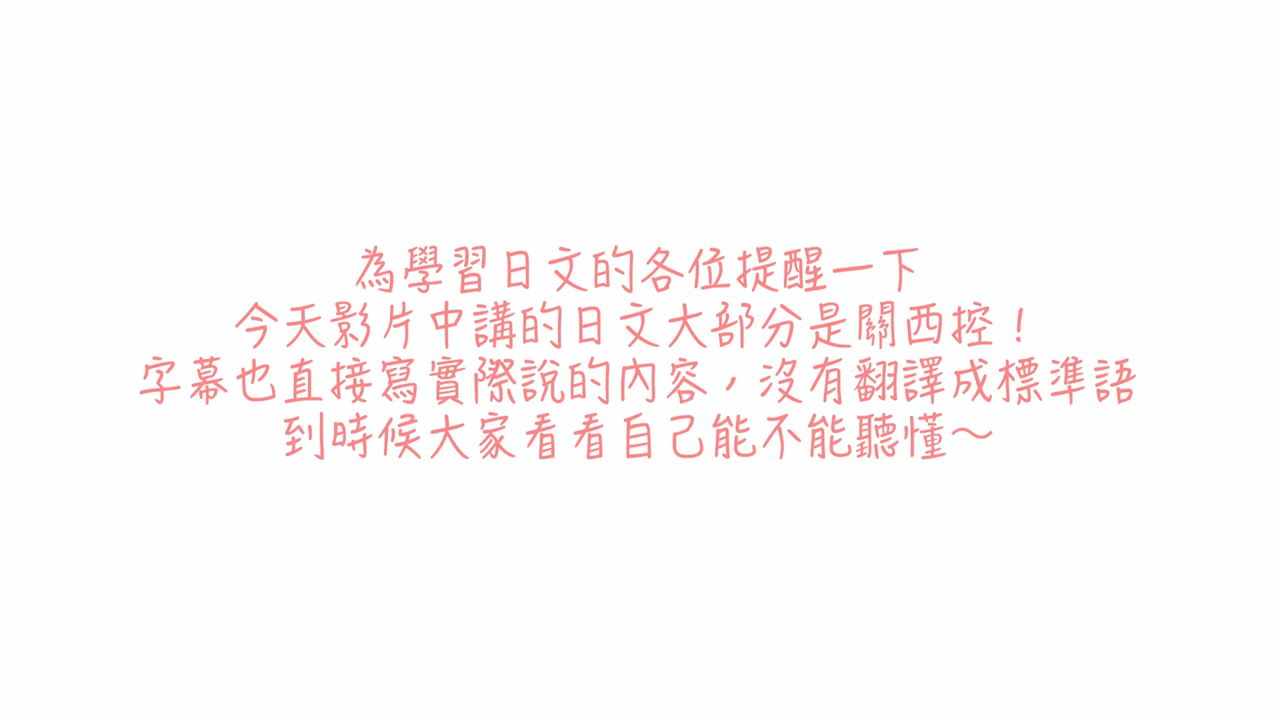 為學習日文的各位提醒一下
今天影片中講的日文大部分是關西控！
字幕也直接寫實際說的內容，沒有翻譯成標準語
到時候大家看看自己能不能聽懂～